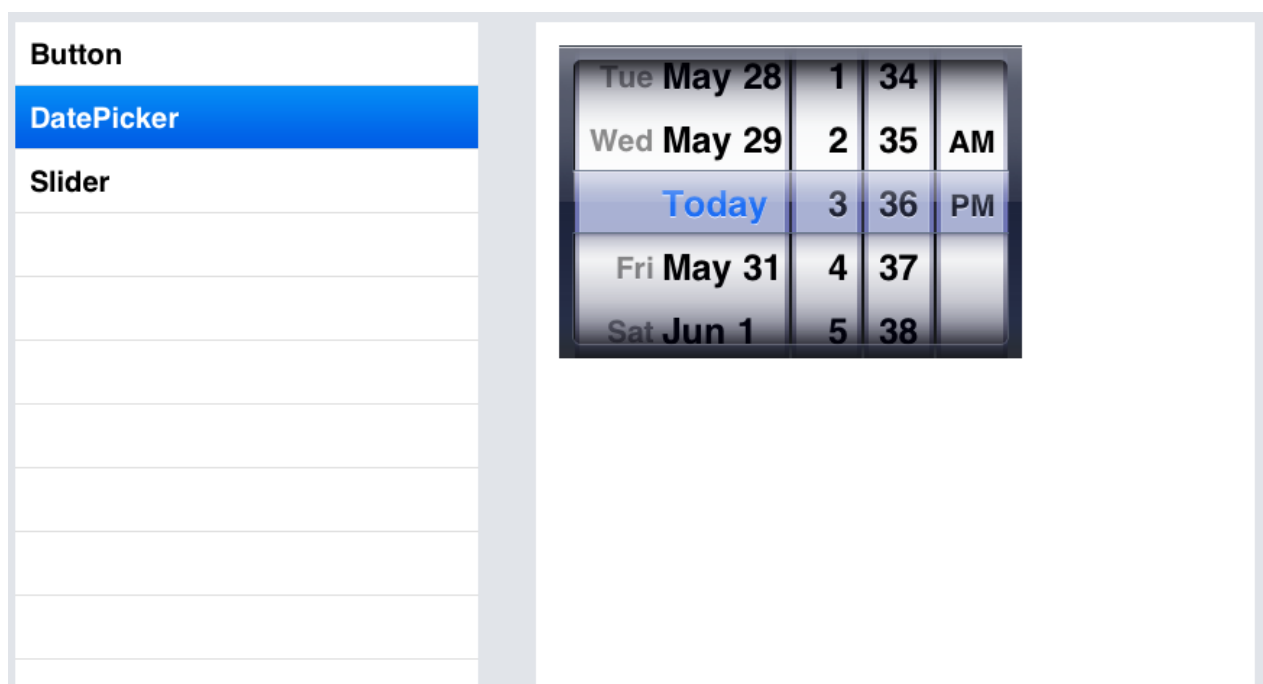 Button
DatePicker
Slider
Tue May 28 1 34
Wed May 29 2 35 AM
Today 3 36 PM
Fri May 31 4 37
Sat Jun 1 5 38